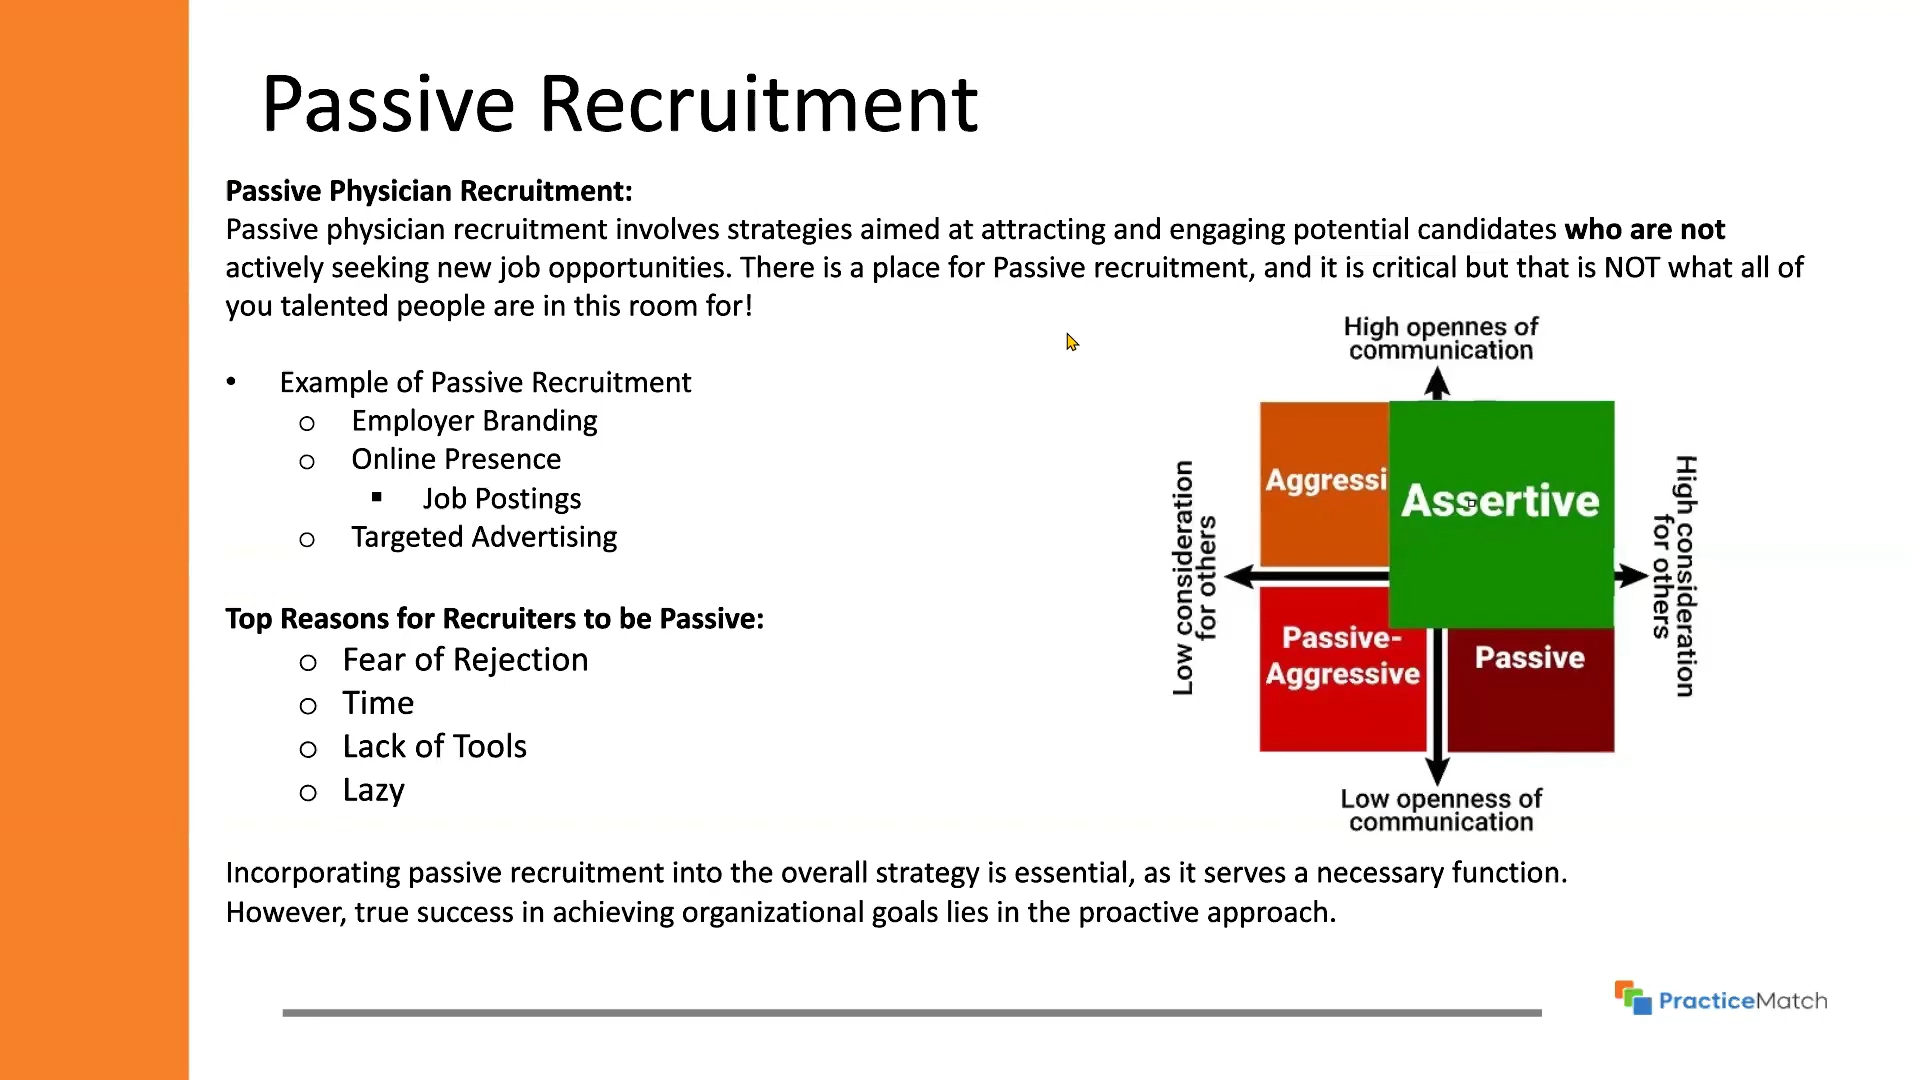 Passive Recruitment
Passive Physician Recruitment:
Passive physician recruitment involves strategies aimed at attracting and engaging potential candidates who are not
actively seeking new job opportunities. There is a place for Passive recruitment, and it is critical but that is NOT what all of
you talented people are in this room for!
• Example of Passive Recruitment
o Employer Branding
o Online Presence
▪ Job Postings
o Targeted Advertising
Top Reasons for Recruiters to be Passive:
o Fear of Rejection
o Time
o Lack of Tools
o Lazy
High opennes of
communication
Low consideration
for others
Aggressi
Assertive
High consideration
for others
Passive-
Aggressive
Passive
Low openness of
communication
Incorporating passive recruitment into the overall strategy is essential, as it serves a necessary function.
However, true success in achieving organizational goals lies in the proactive approach.
PracticeMatch